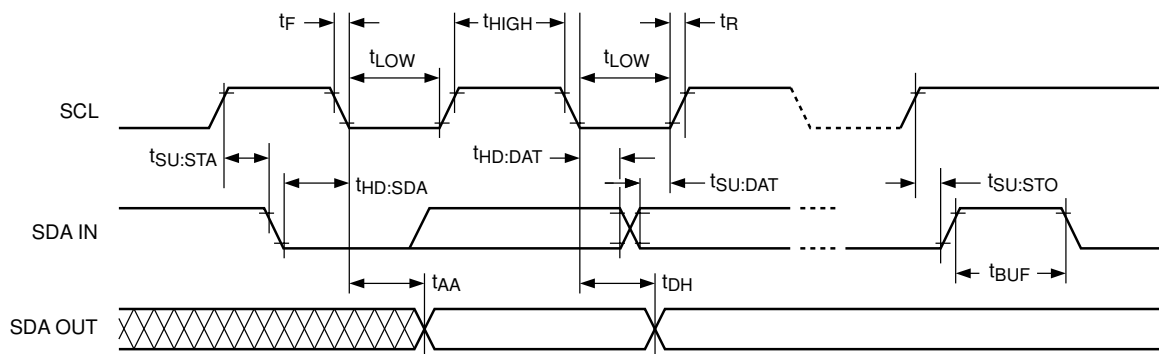 tF
tHIGH
tR
tLOW
tLOW
SCL
tSU:STA
tHD:DAT
tHD:SDA
tSU:DAT
tSU:STO
SDA IN
tBUF
tAA
tDH
SDA OUT